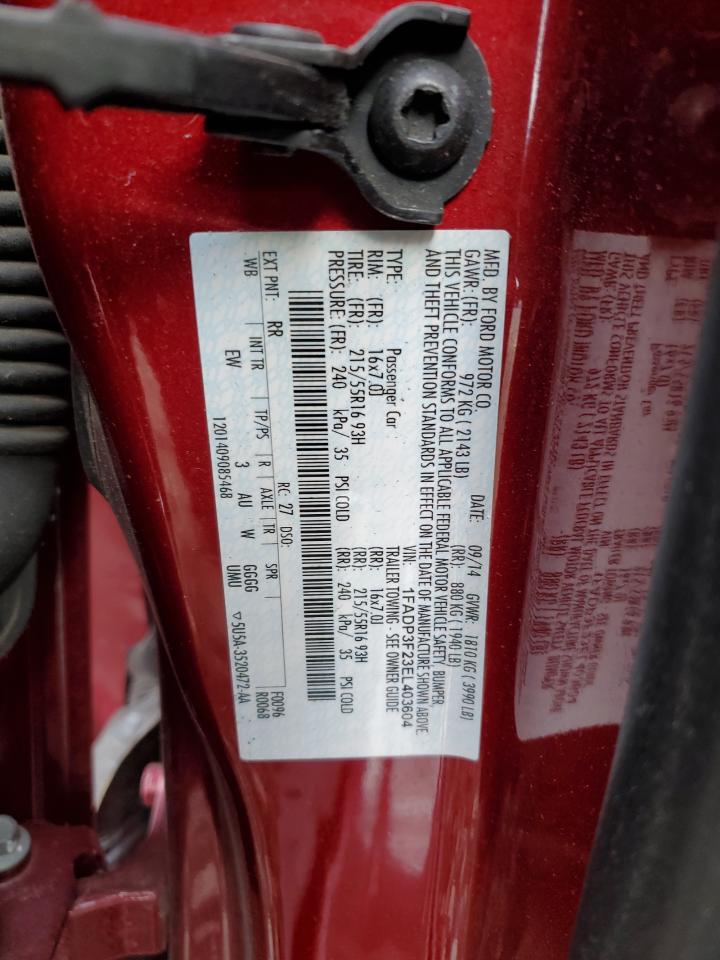 MFD. BY FORD MOTOR CO. DATE: 09/14 GVWR: 1810 KG ( 3990 LB)
GAWR: (FR): 972 KG ( 2143 LB) (RR): 880 KG ( 1940 LB)
THIS VEHICLE CONFORMS TO ALL APPLICABLE FEDERAL MOTOR VEHICLE SAFETY, BUMPER,
AND THEFT PREVENTION STANDARDS IN EFFECT ON THE DATE OF MANUFACTURE SHOWN ABOVE.
VIN: 1FADP3F23EL403604
TYPE: Passenger Car TRAILER TOWING - SEE OWNER GUIDE
RIM: (FR): 16x7.0J (RR): 16x7.0J
TIRE: (FR): 215/55R16 93H (RR): 215/55R16 93H
PRESSURE: (FR): 240 kPa/ 35 PSI COLD (RR): 240 kPa/ 35 PSI COLD
RC: 27 DSO: F0096
EXT PNT: RR R0068
INT TR TP/PS R AXLE TR SPR
WB EW 3 AU W GGGG UMU
1201409085468 ▽5U5A-3520472-AA